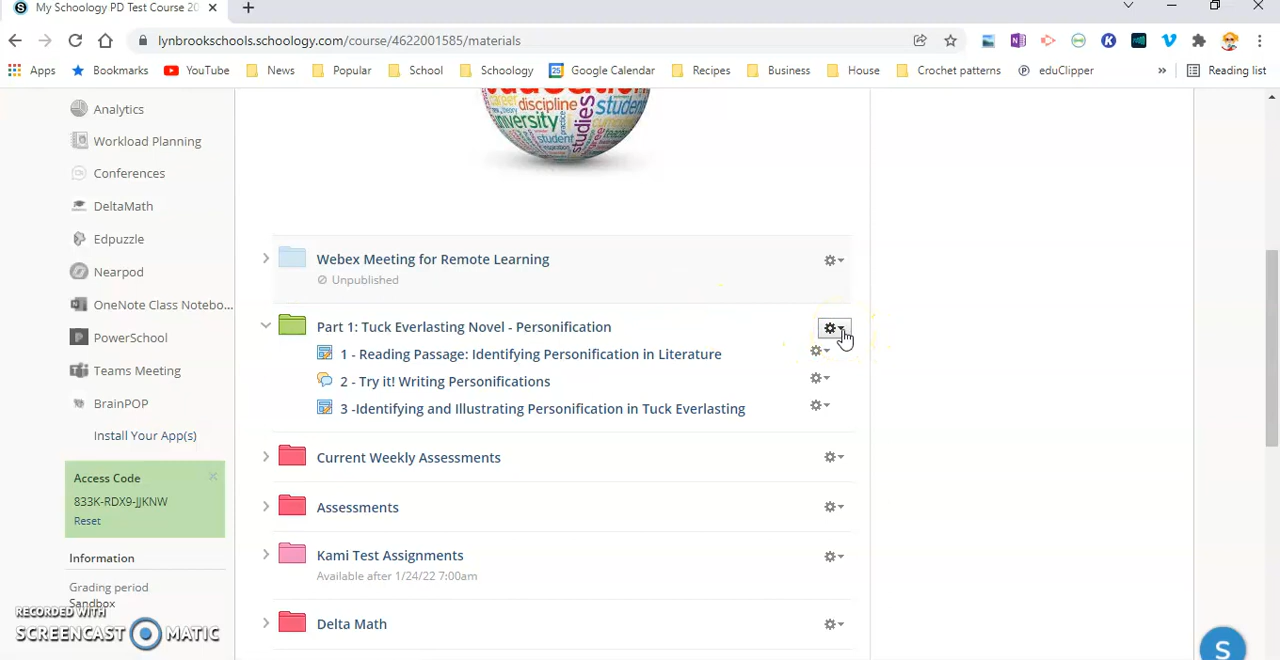 My Schoology PD Test Course 20
lynbrookschools.schoology.com/course/4622001585/materials
Apps
Bookmarks
YouTube
News
Popular
School
Schoology
Google Calendar
Recipes
Business
House
Crochet patterns
eduClipper
»
Reading list
discipline student
university
studies
student
Analytics
Workload Planning
Conferences
DeltaMath
Edpuzzle
Nearpod
OneNote Class Notebo...
PowerSchool
Teams Meeting
BrainPOP
Install Your App(s)
Access Code
833K-RDX9-JJKNW
Reset
Information
Grading period
Sandbox
RECORDED WITH
SCREENCAST MATIC
Webex Meeting for Remote Learning
Unpublished
Part 1: Tuck Everlasting Novel - Personification
1 - Reading Passage: Identifying Personification in Literature
2 - Try it! Writing Personifications
3 -Identifying and Illustrating Personification in Tuck Everlasting
Current Weekly Assessments
Assessments
Kami Test Assignments
Available after 1/24/22 7:00am
Delta Math
S